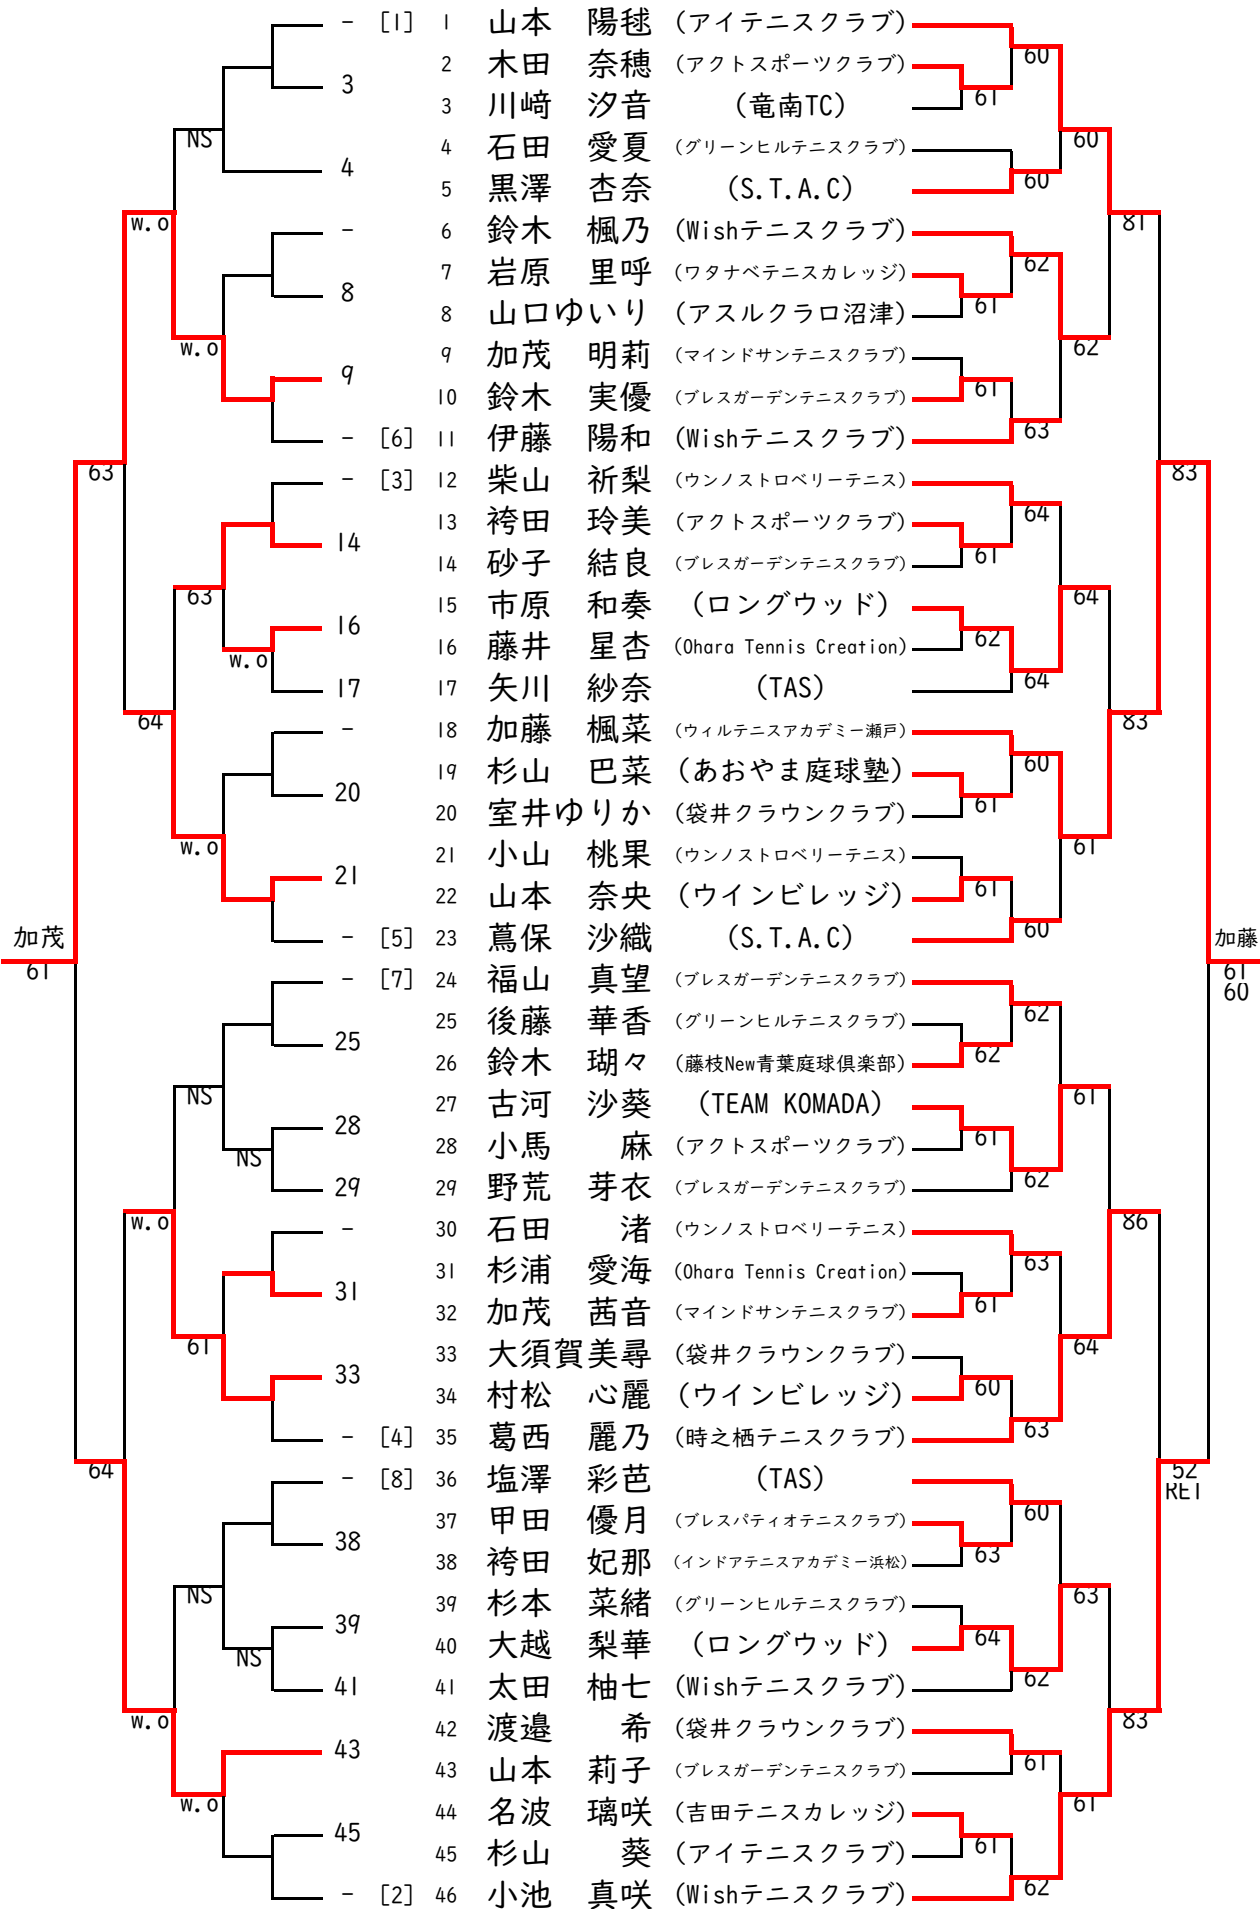 - [1] 1 山本 陽毬 (アイテニスクラブ)
60
2 木田 奈穂 (アクトスポーツクラブ)
3
61
3 川﨑 汐音 (竜南TC)
NS
60
4 石田 愛夏 (グリーンヒルテニスクラブ)
4
60
5 黒澤 杏奈 (S.T.A.C)
w.o
81
- 6 鈴木 楓乃 (Wishテニスクラブ)
62
7 岩原 里呼 (ワタナベテニスカレッジ)
8
61
8 山口ゆいり (アスルクラロ沼津)
w.o
62
9 加茂 明莉 (マインドサンテニスクラブ)
9
61
10 鈴木 実優 (ブレスガーデンテニスクラブ)
63
- [6] 11 伊藤 陽和 (Wishテニスクラブ)
63
83
- [3] 12 柴山 祈梨 (ウンノストロベリーテニス)
64
13 袴田 玲美 (アクトスポーツクラブ)
14
61
14 砂子 結良 (ブレスガーデンテニスクラブ)
63
64
15 市原 和奏 (ロングウッド)
16
62
16 藤井 星杏 (Ohara Tennis Creation)
w.o
64
17 17 矢川 紗奈 (TAS)
64
83
- 18 加藤 楓菜 (ウィルテニスアカデミー瀬戸)
60
19 杉山 巴菜 (あおやま庭球塾)
20
61
20 室井ゆりか (袋井クラウンクラブ)
w.o
61
21 小山 桃果 (ウンノストロベリーテニス)
21
61
22 山本 奈央 (ウインビレッジ)
60
- [5] 23 蔦保 沙織 (S.T.A.C)
加茂
61
加藤
61
60
- [7] 24 福山 真望 (ブレスガーデンテニスクラブ)
62
25 後藤 華香 (グリーンヒルテニスクラブ)
25
62
26 鈴木 瑚々 (藤枝New青葉庭球倶楽部)
NS
61
27 古河 沙葵 (TEAM KOMADA)
28
61
28 小馬 麻 (アクトスポーツクラブ)
NS
62
29 29 野荒 芽衣 (ブレスガーデンテニスクラブ)
w.o
86
- 30 石田 渚 (ウンノストロベリーテニス)
63
31 杉浦 愛海 (Ohara Tennis Creation)
31
61
32 加茂 茜音 (マインドサンテニスクラブ)
61
64
33 大須賀美尋 (袋井クラウンクラブ)
33
60
34 村松 心麗 (ウインビレッジ)
63
- [4] 35 葛西 麗乃 (時之栖テニスクラブ)
64
52
RET
- [8] 36 塩澤 彩芭 (TAS)
60
37 甲田 優月 (ブレスパティオテニスクラブ)
38
63
38 袴田 妃那 (インドアテニスアカデミー浜松)
NS
63
39 杉本 菜緒 (グリーンヒルテニスクラブ)
39
64
40 大越 梨華 (ロングウッド)
NS
62
41 41 太田 柚七 (Wishテニスクラブ)
w.o
83
42 渡邉 希 (袋井クラウンクラブ)
43
61
43 山本 莉子 (ブレスガーデンテニスクラブ)
w.o
61
44 名波 璃咲 (吉田テニスカレッジ)
45
61
45 杉山 葵 (アイテニスクラブ)
62
- [2] 46 小池 真咲 (Wishテニスクラブ)